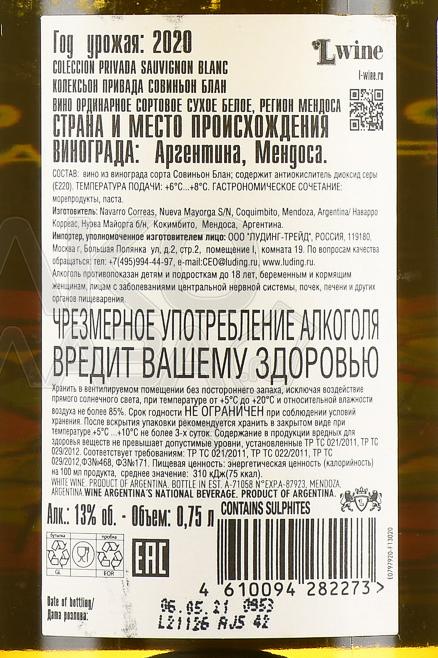 Год урожая: 2020
Lwine
l-wine.ru
COLECCION PRIVADA SAUVIGNON BLANC
КОЛЕКСЬОН ПРИВАДА СОВИНЬОН БЛАН
ВИНО ОРДИНАРНОЕ СОРТОВОЕ СУХОЕ БЕЛОЕ, РЕГИОН МЕНДОСА
СТРАНА И МЕСТО ПРОИСХОЖДЕНИЯ
ВИНОГРАДА: Аргентина, Мендоса.
СОСТАВ: вино из винограда сорта Совиньон Блан; содержит антиокислитель диоксид серы
(Е220). ТЕМПЕРАТУРА ПОДАЧИ: +6°С...+8°С. ГАСТРОНОМИЧЕСКОЕ СОЧЕТАНИЕ:
морепродукты, паста.
Изготовитель: Navarro Correas, Nueva Mayorga S/N, Coquimbito, Mendoza, Argentina/ Наварро
Корреас, Нуэва Майорга б/н, Кокимбито, Мендоса, Аргентина.
Импортер, уполномоченное изготовителем лицо: ООО "ЛУДИНГ-ТРЕЙД", РОССИЯ, 119180,
Москва г, Большая Полянка ул, д.2, стр.2, этаж 2, помещение I, комната 19. По вопросам качества
обращаться: тел: +7(495)994-44-97, e-mail:CEO@luding.ru, http://www.luding.ru.
Алкоголь противопоказан детям и подросткам до 18 лет, беременным и кормящим
женщинам, лицам с заболеваниями центральной нервной системы, почек, печени и других
органов пищеварения.
ЧРЕЗМЕРНОЕ УПОТРЕБЛЕНИЕ АЛКОГОЛЯ
ВРЕДИТ ВАШЕМУ ЗДОРОВЬЮ
Хранить в вентилируемом помещении без постороннего запаха, исключая воздействие
прямого солнечного света, при температуре от +5°С до +20°С и относительной влажности
воздуха не более 85%. Срок годности НЕ ОГРАНИЧЕН при соблюдении условий
хранения. После вскрытия упаковки рекомендуется хранить в закрытом виде при
температуре +5°С ...+10°С не более 3-х суток. Содержание в продукции вредных для
здоровья веществ не превышает допустимые уровни, установленные ТР ТС 021/2011, ТР ТС
029/2012. Соответствует требованиям: ТР ТС 021/2011, ТР ТС 022/2011, ТР ТС
029/2012,ФЗ№468, ФЗ№171. Пищевая ценность: энергетическая ценность (калорийность)
на 100 мл продукта, среднее значение: 310 кДж(75 ккал).
WHITE WINE. PRODUCT OF ARGENTINA. BOTTLE IN EST. A-71058 N°EXP.A-87923, MENDOZA,
ARGENTINA. WINE ARGENTINA'S NATIONAL BEVERAGE. PRODUCT OF ARGENTINA.
Алк.: 13% об. - Объем: 0,75 л
CONTAINS SULPHITES
бутылка
пробка
GL
FOR
EAC
4 610094 282273
E0797920-F13020
Date of bottling/
Дата розлива:
06.05.21 0953
L21126 AJS 42